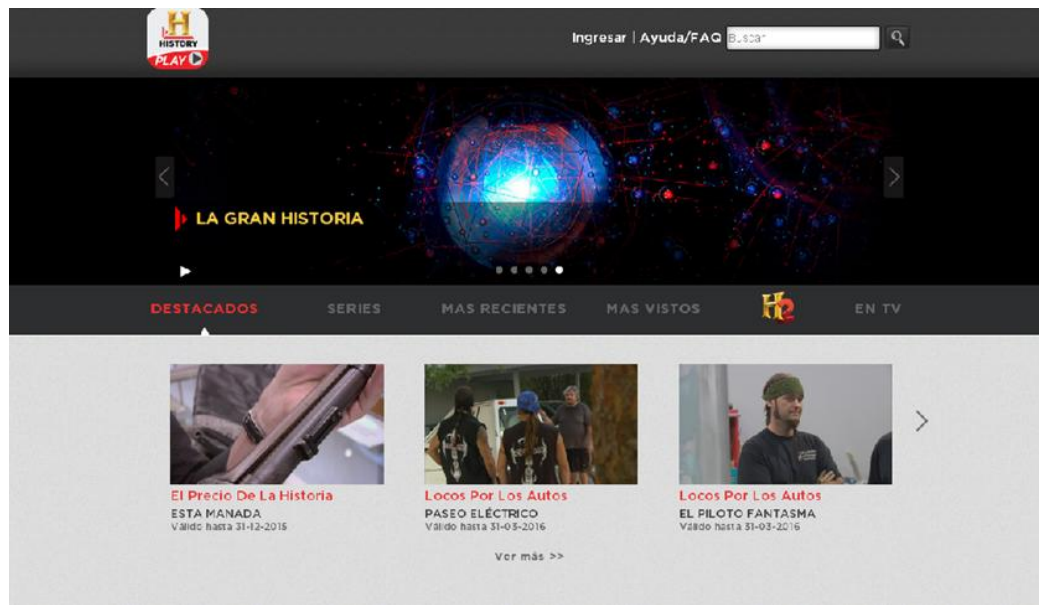 H
HISTORY
PLAY
Ingresar | Ayuda/FAQ Buscar
LA GRAN HISTORIA
DESTACADOS SERIES MAS RECIENTES MAS VISTOS H2 EN TV
El Precio De La Historia
ESTA MANADA
Válido hasta 31-12-2015
Locos Por Los Autos
PASEO ELÉCTRICO
Válido hasta 31-03-2016
Locos Por Los Autos
EL PILOTO FANTASMA
Válido hasta 31-03-2016
Ver más >>